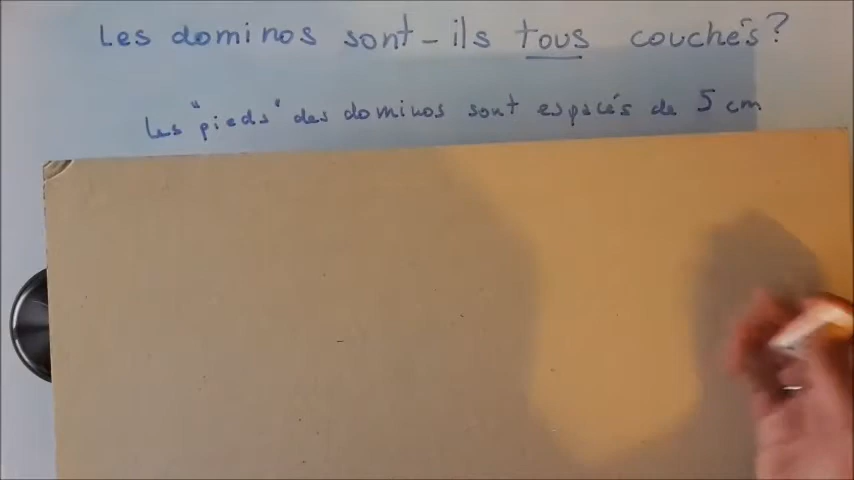 Les dominos sont-ils tous couchés?
Les "pieds" des dominos sont espacés de 5 cm